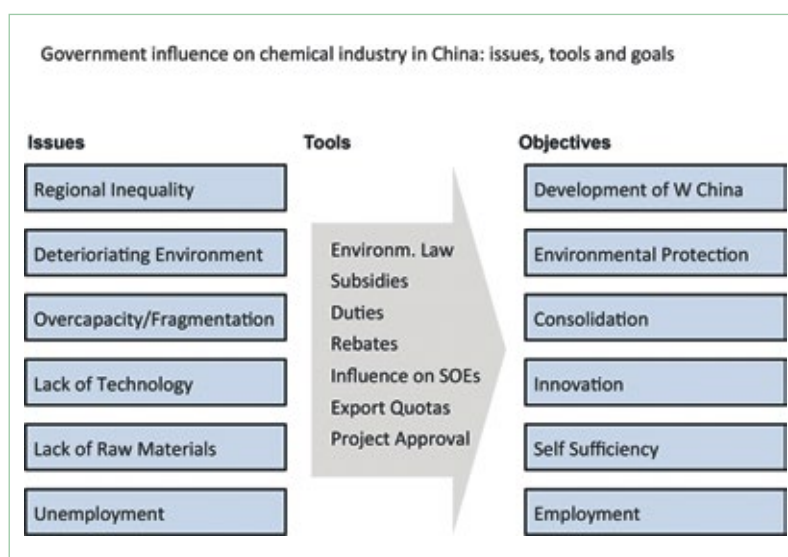 Government influence on chemical industry in China: issues, tools and goals
Issues
Regional Inequality
Deterioriating Environment
Overcapacity/Fragmentation
Lack of Technology
Lack of Raw Materials
Unemployment
Tools
Environm. Law
Subsidies
Duties
Rebates
Influence on SOEs
Export Quotas
Project Approval
Objectives
Development of W China
Environmental Protection
Consolidation
Innovation
Self Sufficiency
Employment